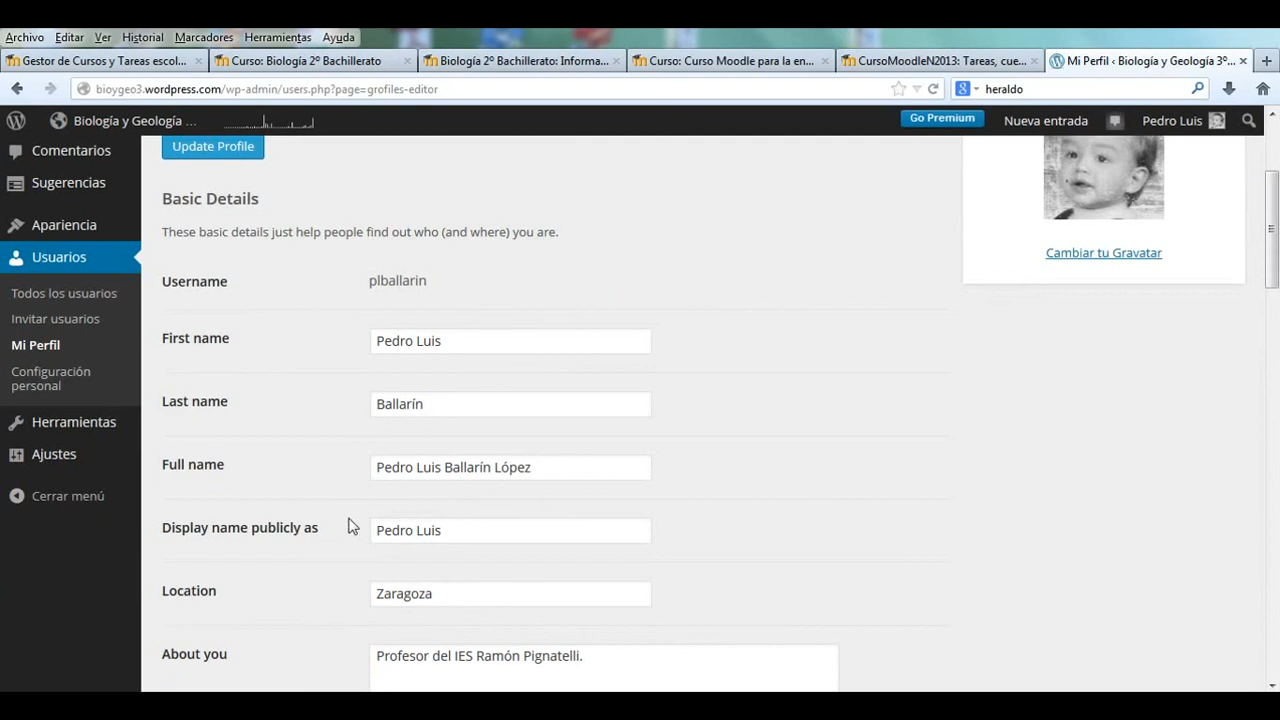 Archivo Editar Ver Historial Marcadores Herramientas Ayuda
Gestor de Cursos y Tareas escol... Curso: Biología 2º Bachillerato Biología 2º Bachillerato: Informa... Curso: Curso Moodle para la en... CursoMoodleN2013: Tareas, cue... Mi Perfil ‹ Biología y Geología 3º...
bioygeo3.wordpress.com/wp-admin/users.php?page=grofiles-editor heraldo
Biología y Geología ... Go Premium Nueva entrada Pedro Luis
Comentarios
Sugerencias
Apariencia
Usuarios
Todos los usuarios
Invitar usuarios
Mi Perfil
Configuración
personal
Herramientas
Ajustes
Cerrar menú
Update Profile
Basic Details
These basic details just help people find out who (and where) you are.
Username plballarin
First name Pedro Luis
Last name Ballarín
Full name Pedro Luis Ballarín López
Display name publicly as Pedro Luis
Location Zaragoza
About you Profesor del IES Ramón Pignatelli.
Cambiar tu Gravatar